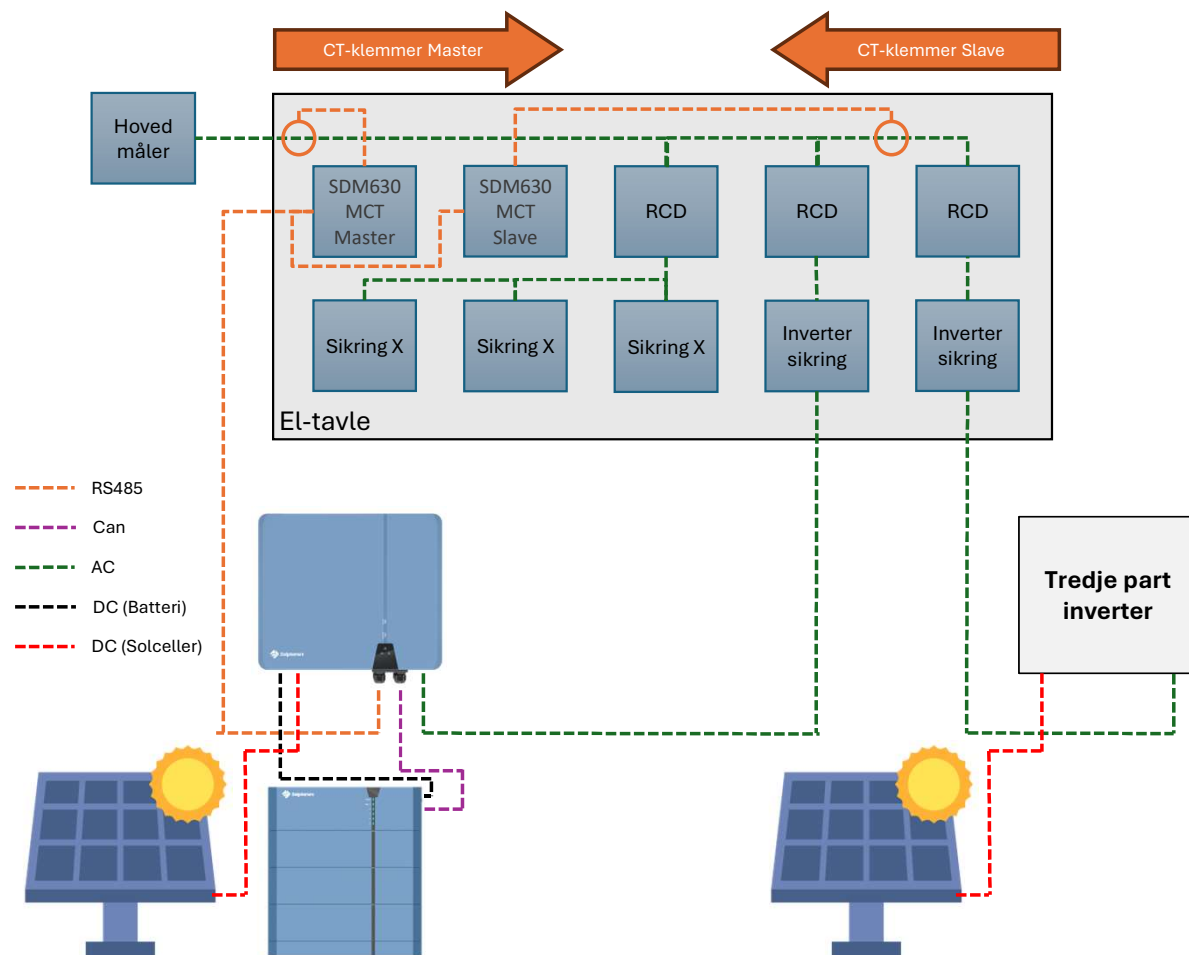 CT-klemmer Master
CT-klemmer Slave
Hoved
måler
SDM630
MCT
Master
SDM630
MCT
Slave
RCD
RCD
RCD
Sikring X
Sikring X
Sikring X
Inverter
sikring
Inverter
sikring
El-tavle
RS485
Can
AC
DC (Batteri)
DC (Solceller)
Tredje part
inverter